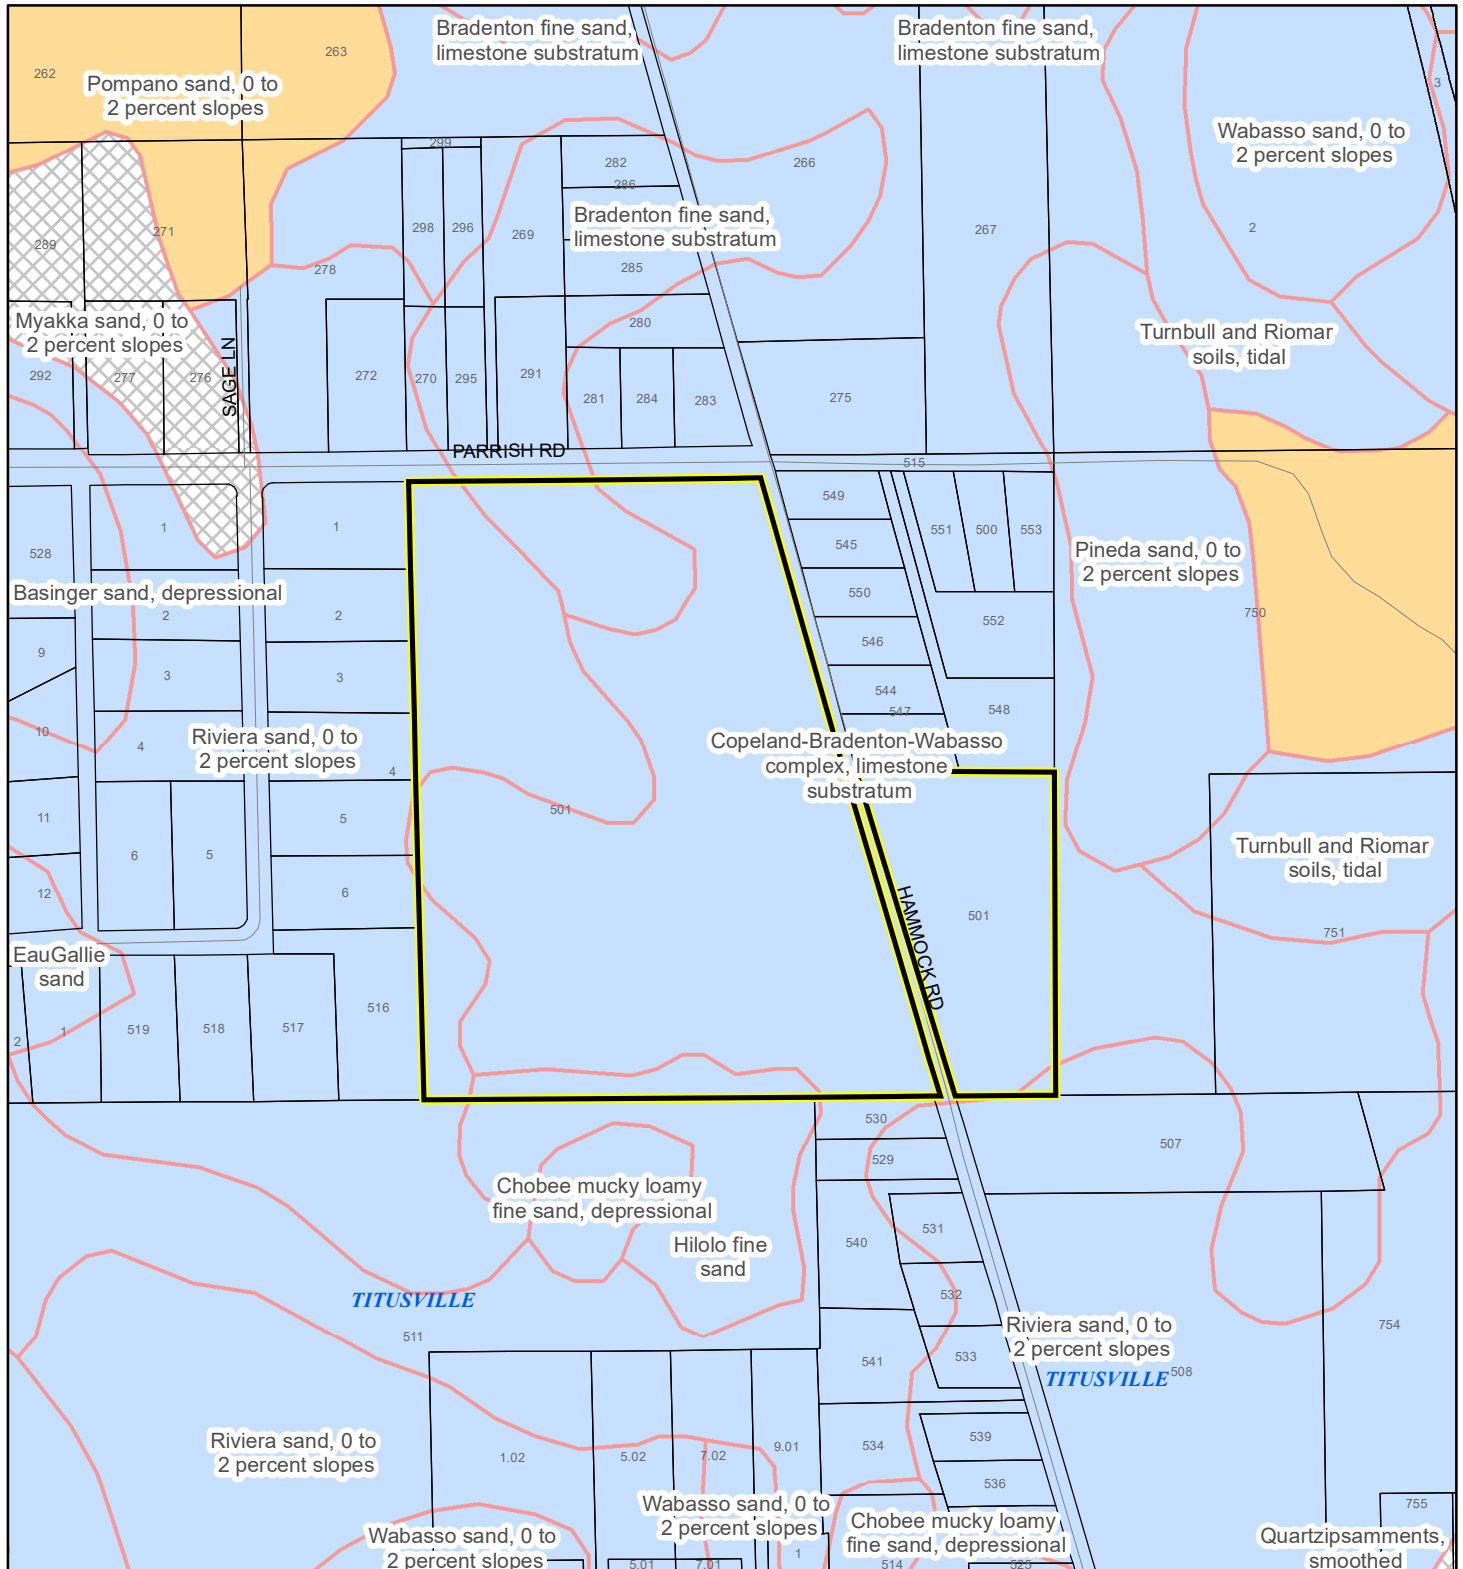 Bradenton fine sand,
limestone substratum
Bradenton fine sand,
limestone substratum
262
263
Pompano sand, 0 to
2 percent slopes
3
Wabasso sand, 0 to
2 percent slopes
299
282
286
266
298
296
269
Bradenton fine sand,
limestone substratum
267
2
289
271
278
285
280
Myakka sand, 0 to
2 percent slopes
SAGE LN
Turnbull and Riomar
soils, tidal
292
277
276
272
270
295
291
281
284
283
275
PARRISH RD
515
549
1
1
528
545
551
500
553
Pineda sand, 0 to
2 percent slopes
Basinger sand, depressional
550
2
2
552
750
9
546
3
3
544
547
548
10
4
Riviera sand, 0 to
2 percent slopes
4
Copeland-Bradenton-Wabasso
complex, limestone
substratum
501
11
5
6
5
Turnbull and Riomar
soils, tidal
12
6
HAMMOCK RD
501
751
EauGallie
sand
516
2
1
519
518
517
530
529
507
Chobee mucky loamy
fine sand, depressional
Hilolo fine
sand
540
531
532
TITUSVILLE
511
541
533
Riviera sand, 0 to
2 percent slopes
754
TITUSVILLE
508
Riviera sand, 0 to
2 percent slopes
1.02
5.02
7.02
9.01
534
539
536
Wabasso sand, 0 to
2 percent slopes
Wabasso sand, 0 to
2 percent slopes
Chobee mucky loamy
fine sand, depressional
755
Quartzipsamments,
smoothed
5.01
7.01
1
514
525